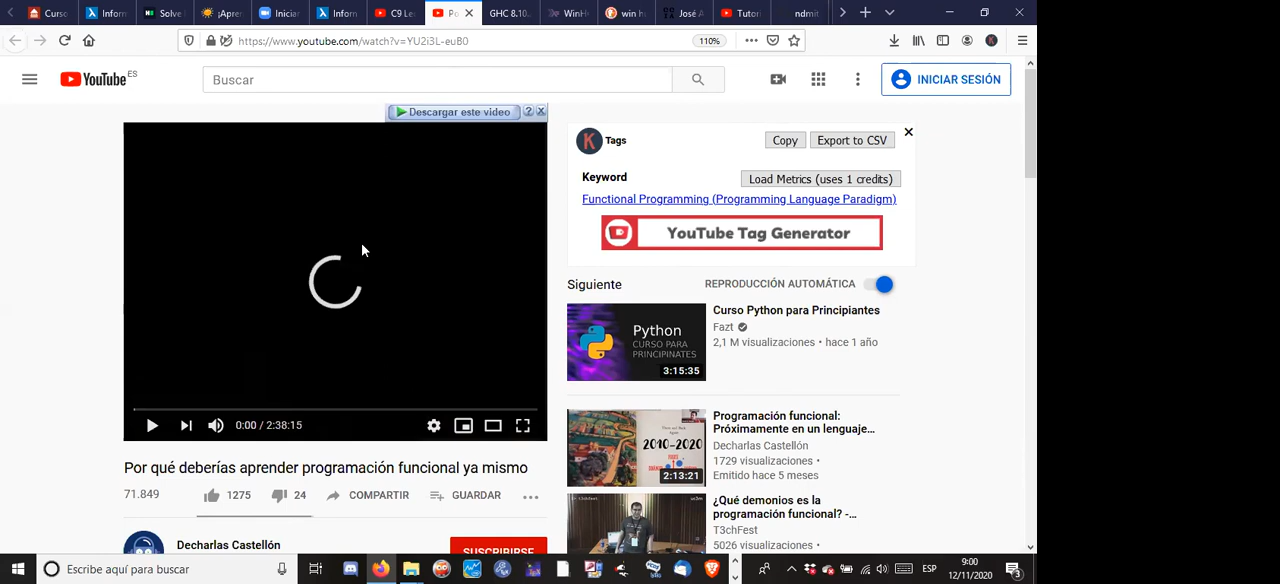 Curso
Inform
Solve
¡Apre
Inicia
Inform
C9 Le
Po
GHC 8.10.
WinH
win h
José A
Tutori
ndmit
https://www.youtube.com/watch?v=YU2i3L-euB0
110%
YouTube ES
Buscar
INICIAR SESIÓN
Descargar este video
? X
K Tags
Copy
Export to CSV
Keyword
Load Metrics (uses 1 credits)
Functional Programming (Programming Language Paradigm)
YouTube Tag Generator
Siguiente
REPRODUCCIÓN AUTOMÁTICA
Python
CURSO PARA
PRINCIPINATES
3:15:35
Curso Python para Principiantes
Fazt
2,1 M visualizaciones • hace 1 año
2010-2020
2:13:21
Programación funcional:
Próximamente en un lenguaje...
Decharlas Castellón
1729 visualizaciones •
Emitido hace 5 meses
¿Qué demonios es la
programación funcional? -...
T3chFest
5026 visualizaciones •
0:00 / 2:38:15
Por qué deberías aprender programación funcional ya mismo
71.849
1275
24
COMPARTIR
GUARDAR
Decharlas Castellón
SUSCRIBIRSE
Escribe aquí para buscar
ESP
9:00
12/11/2020
3